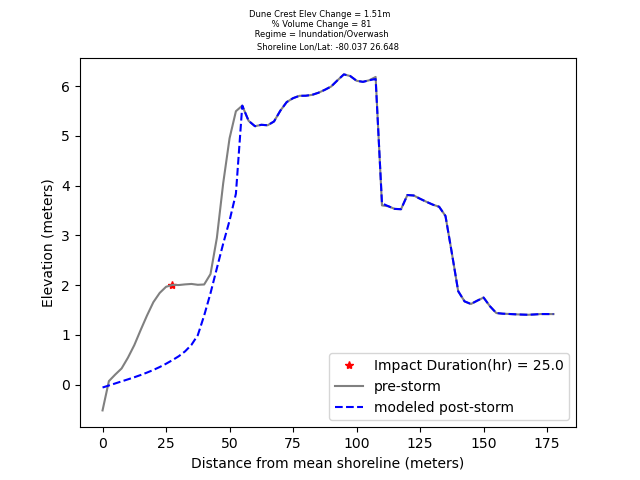 Dune Crest Elev Change = 1.51m
% Volume Change = 81
Regime = Inundation/Overwash
Shoreline Lon/Lat: -80.037 26.648
Elevation (meters)
6
5
4
3
2
1
0
Impact Duration(hr) = 25.0
pre-storm
modeled post-storm
0 25 50 75 100 125 150 175
Distance from mean shoreline (meters)